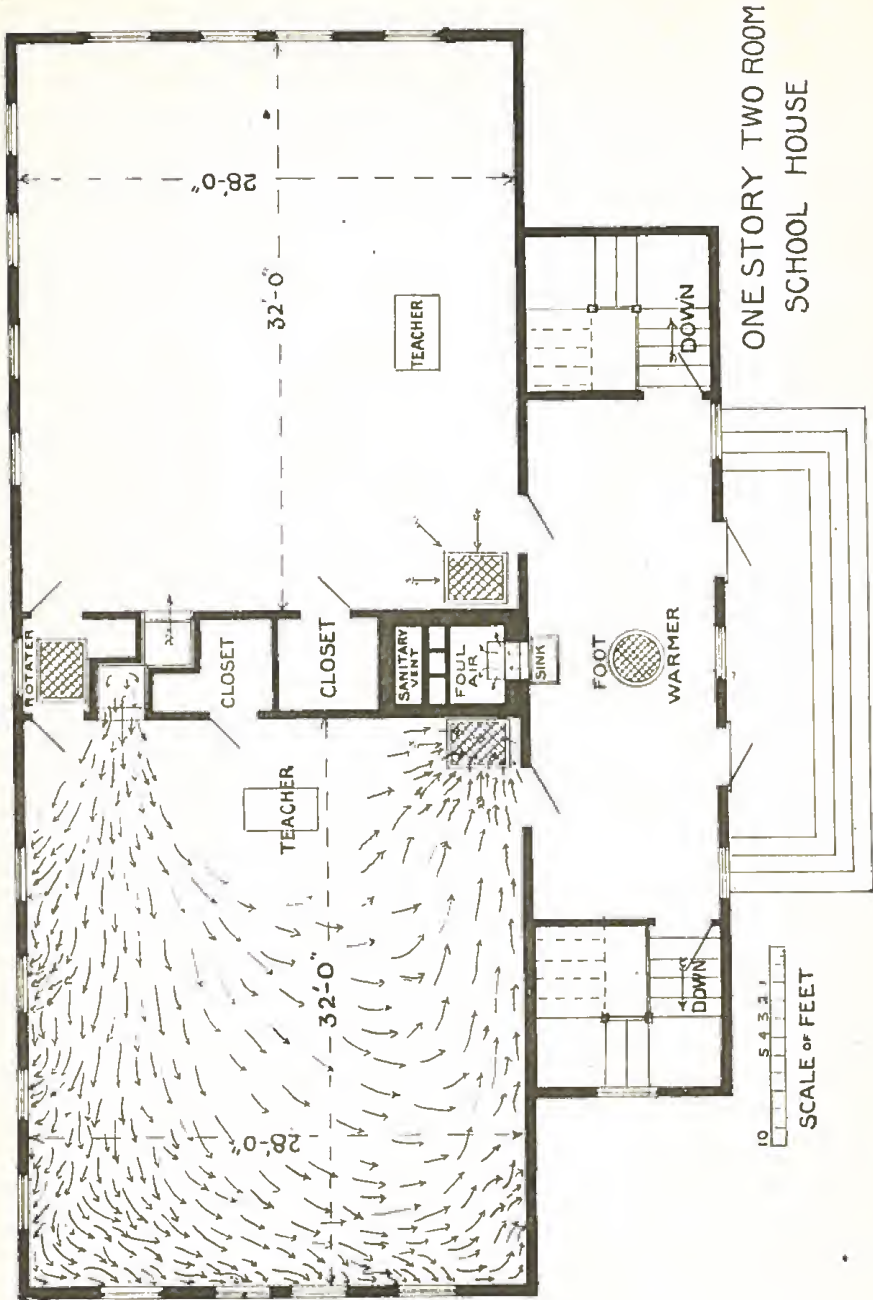 28'-0"
32'-0"
TEACHER
ONE STORY TWO ROOM
SCHOOL HOUSE
DOWN
ROTATER
CLOSET
CLOSET
SANITARY
VENT
FOUL
AIR
SINK
FOOT
WARMER
TEACHER
32'-0"
28'-0"
DOWN
10 5 4 3 2 1
SCALE OF FEET